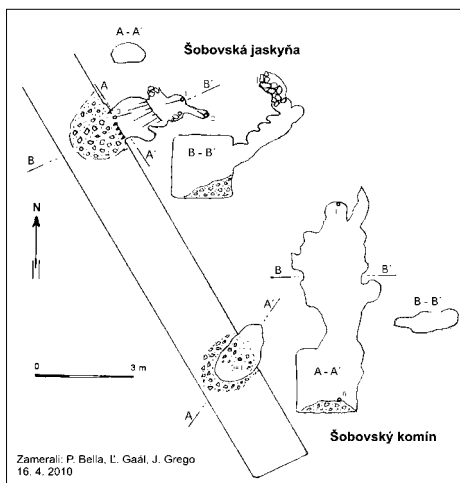 A - A´
Šobovská jaskyňa
A
B´
B - B´
B
A´
N
B
B´
A´
B - B´
0
3 m
A - A´
A
Šobovský komín
Zamerali: P. Bella, Ľ. Gaál, J. Grego
16. 4. 2010